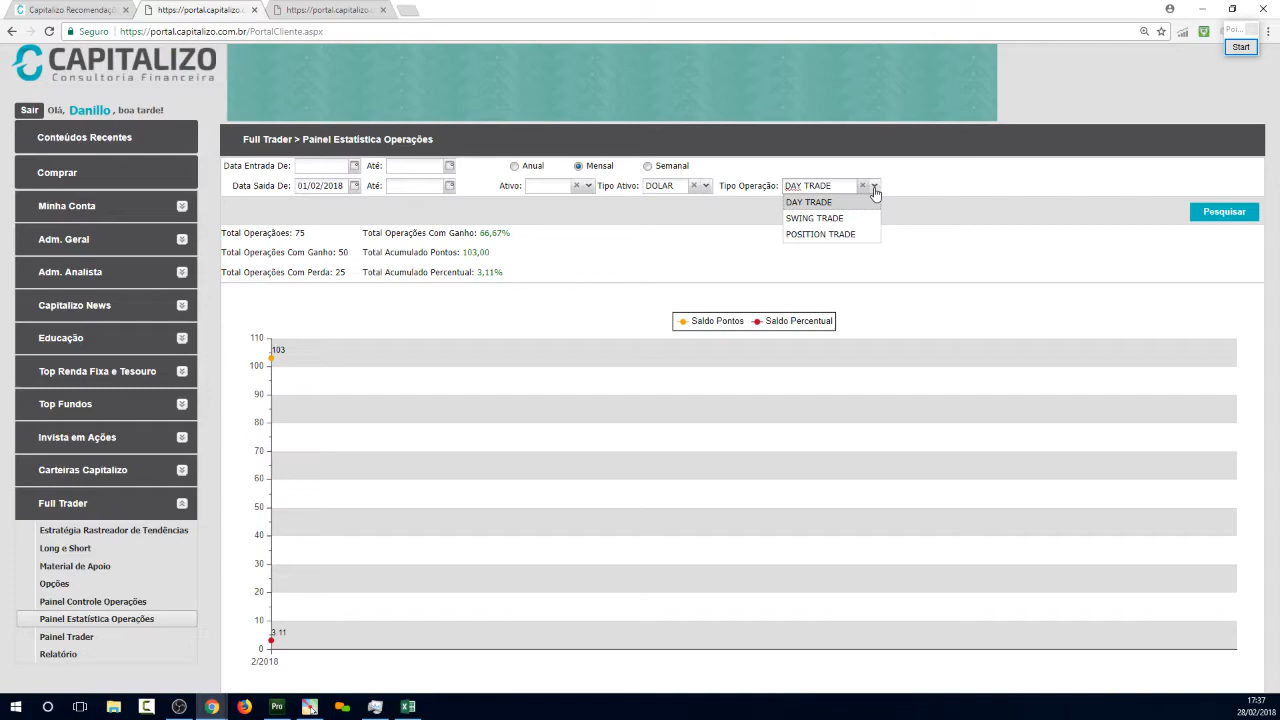 Capitalizo Recomendaçõ
https://portal.capitalizo.c
https://portal.capitalizo.c
Seguro
https://portal.capitalizo.com.br/PortalCliente.aspx
Poi...
Start
CAPITALIZO
Consultoria Financeira
Sair Olá, Danillo , boa tarde!
Conteúdos Recentes
Comprar
Minha Conta
Adm. Geral
Adm. Analista
Capitalizo News
Educação
Top Renda Fixa e Tesouro
Top Fundos
Invista em Ações
Carteiras Capitalizo
Full Trader
Estratégia Rastreador de Tendências
Long e Short
Material de Apoio
Opções
Painel Controle Operações
Painel Estatística Operações
Painel Trader
Relatório
Full Trader > Painel Estatística Operações
Data Entrada De: Até: Anual Mensal Semanal
Data Saida De: 01/02/2018 Até: Ativo: Tipo Ativo: DOLAR Tipo Operação: DAY TRADE
DAY TRADE
SWING TRADE
POSITION TRADE
Pesquisar
Total Operaçãoes: 75 Total Operações Com Ganho: 66,67%
Total Operações Com Ganho: 50 Total Acumulado Pontos: 103,00
Total Operações Com Perda: 25 Total Acumulado Percentual: 3,11%
Saldo Pontos Saldo Percentual
110
103
100
90
80
70
60
50
40
30
20
10
3.11
0
2/2018
Pro
17:37
28/02/2018